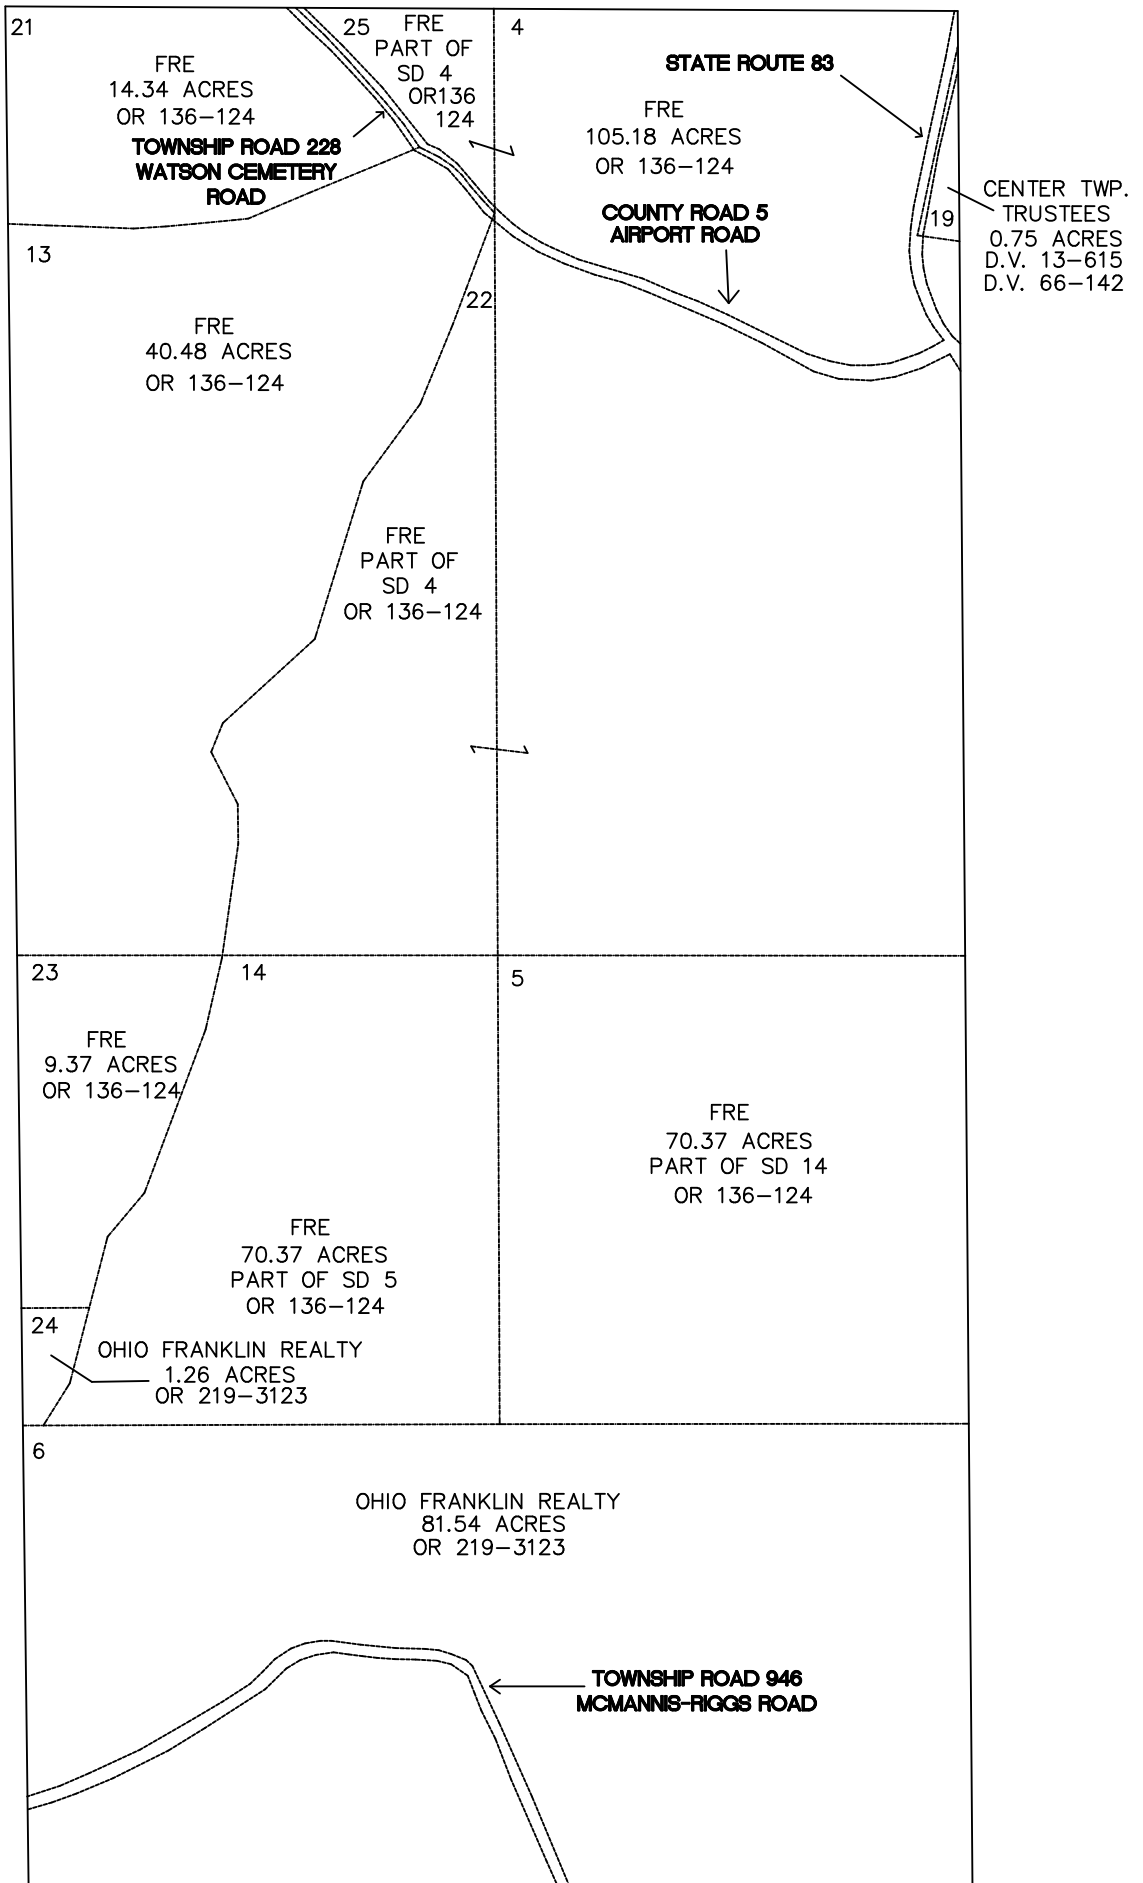 21
FRE
14.34 ACRES
OR 136-124
TOWNSHIP ROAD 228
WATSON CEMETERY
ROAD
25
FRE
PART OF
SD 4
OR136
124
4
STATE ROUTE 83
FRE
105.18 ACRES
OR 136-124
COUNTY ROAD 5
AIRPORT ROAD
19
CENTER TWP.
TRUSTEES
0.75 ACRES
D.V. 13-615
D.V. 66-142
13
FRE
40.48 ACRES
OR 136-124
22
FRE
PART OF
SD 4
OR 136-124
23
FRE
9.37 ACRES
OR 136-124
14
FRE
70.37 ACRES
PART OF SD 5
OR 136-124
5
FRE
70.37 ACRES
PART OF SD 14
OR 136-124
24
OHIO FRANKLIN REALTY
1.26 ACRES
OR 219-3123
6
OHIO FRANKLIN REALTY
81.54 ACRES
OR 219-3123
TOWNSHIP ROAD 946
MCMANNIS-RIGGS ROAD